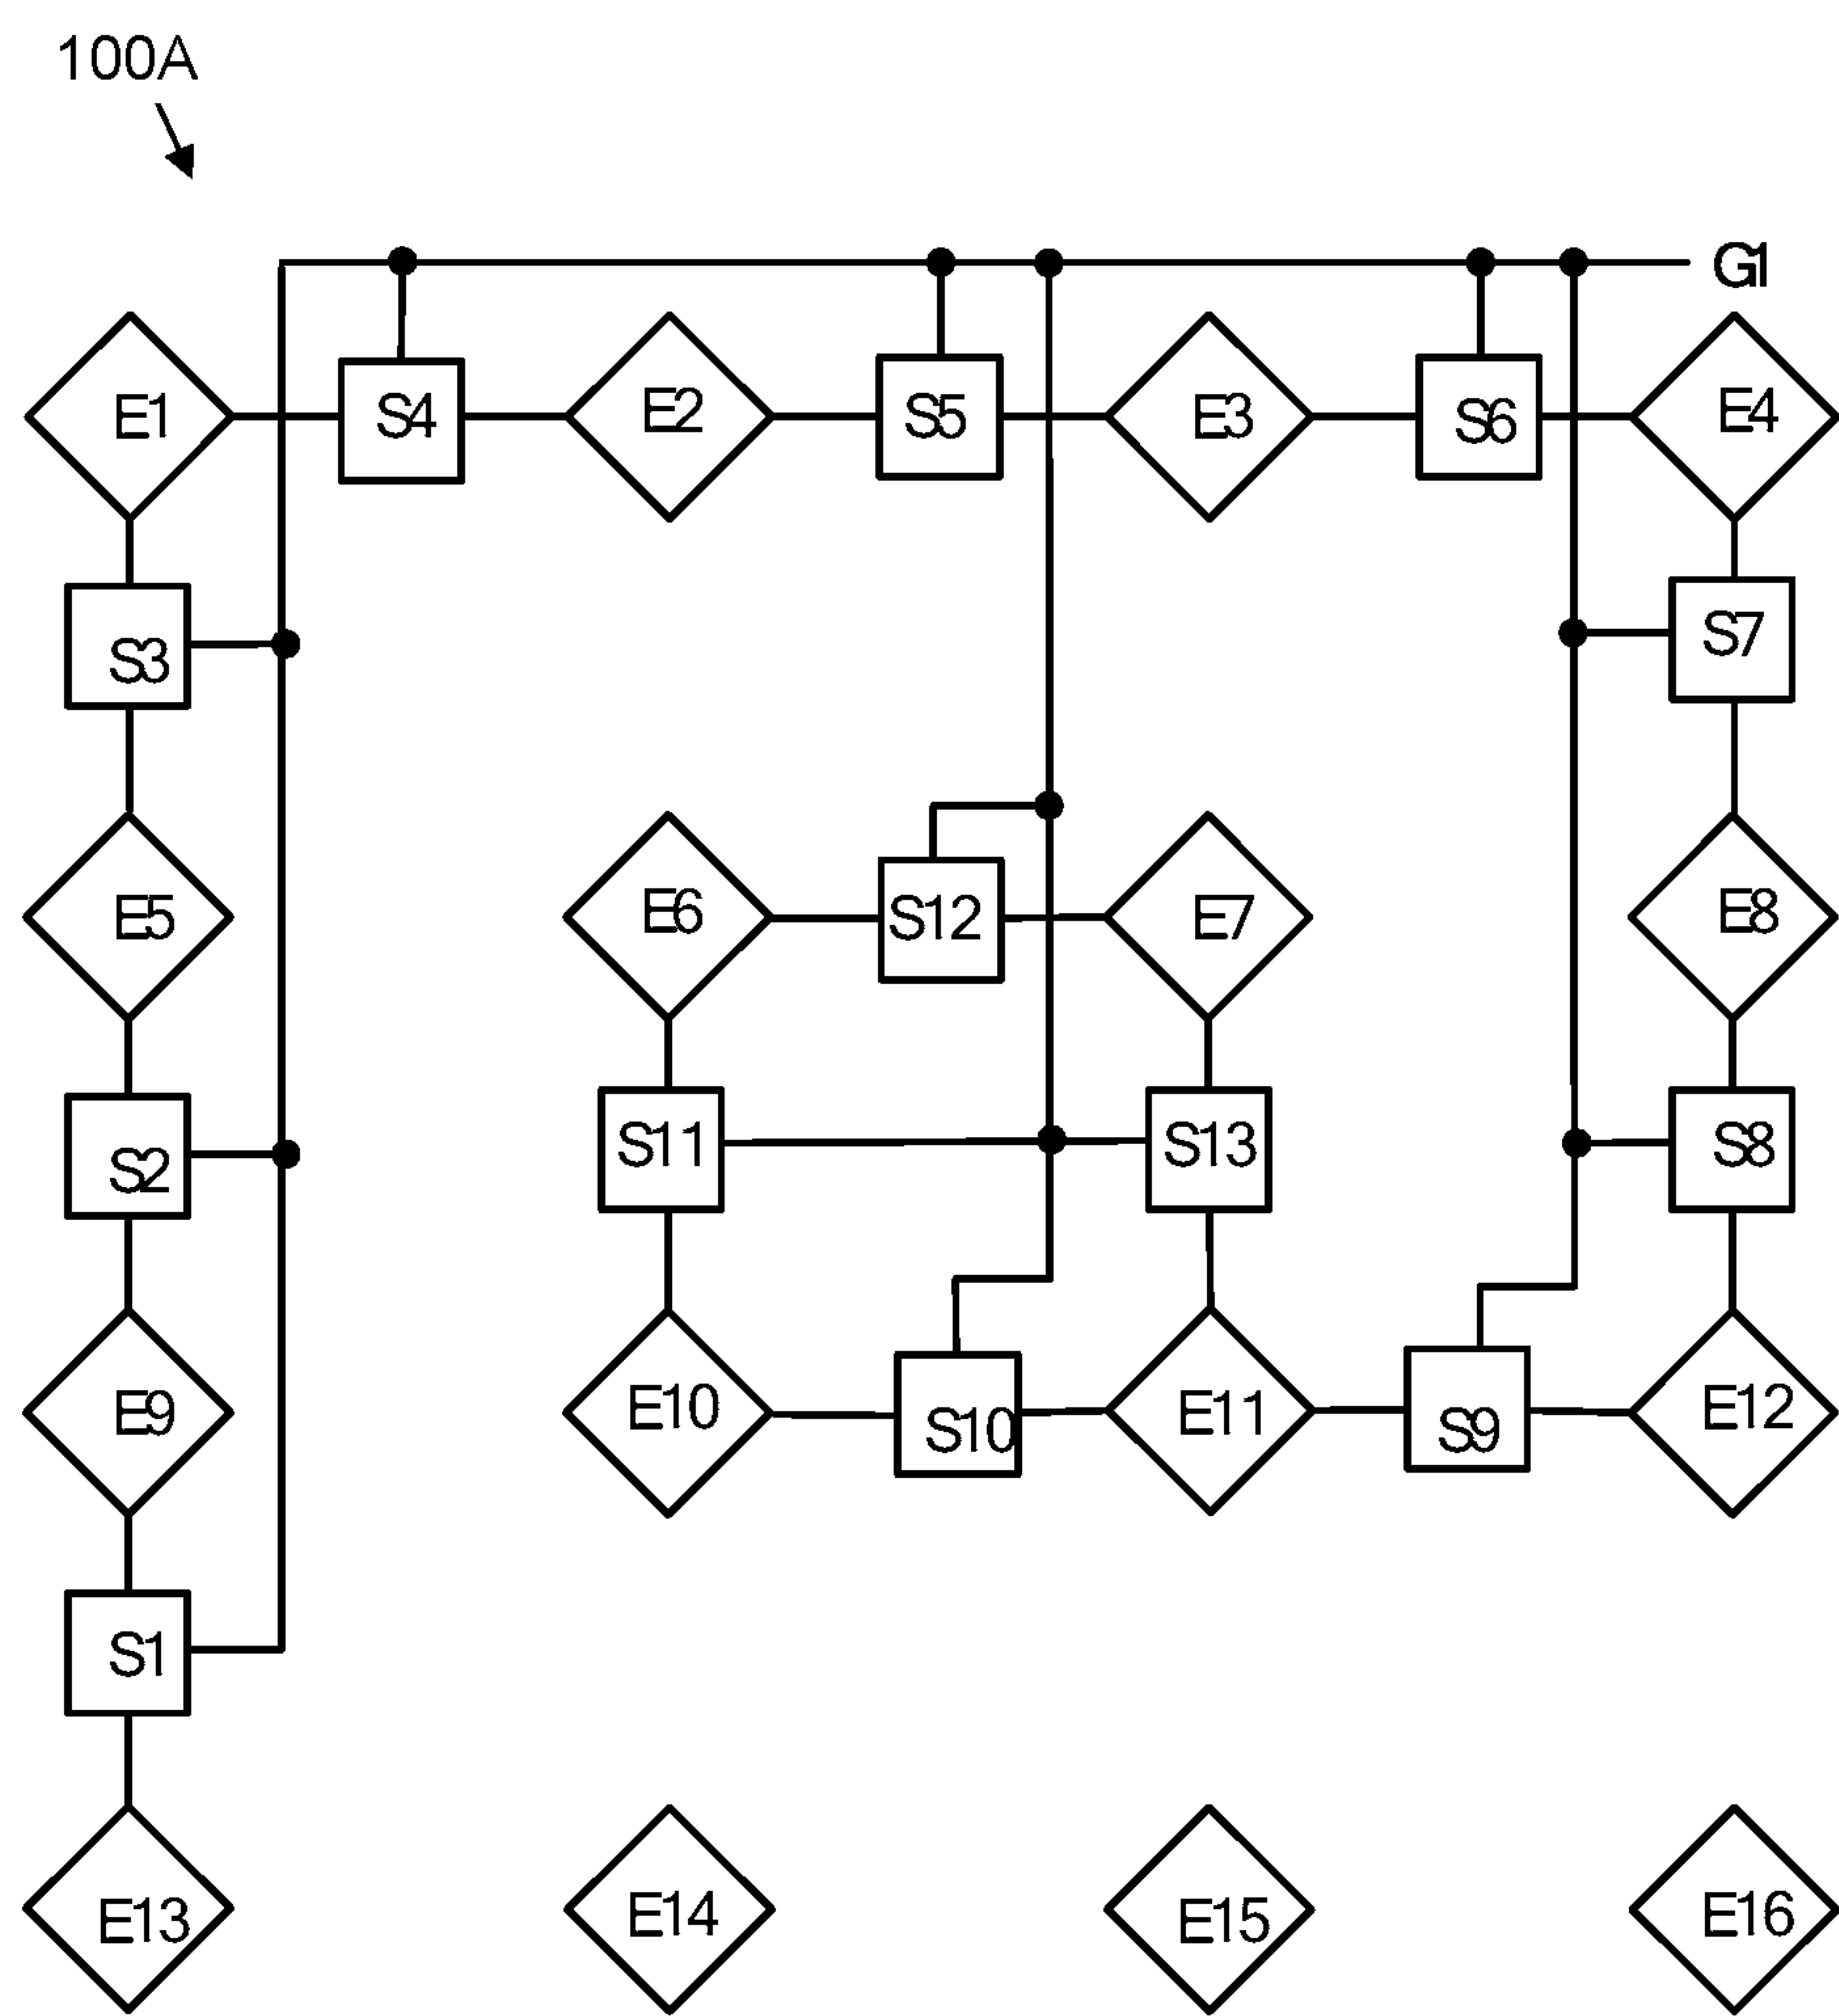 100A
G1
E1 S4 E2 S5 E3 S6 E4
S3 S7
E5 E6 S12 E7 E8
S2 S11 S13 S8
E9 E10 S10 E11 S9 E12
S1
E13 E14 E15 E16